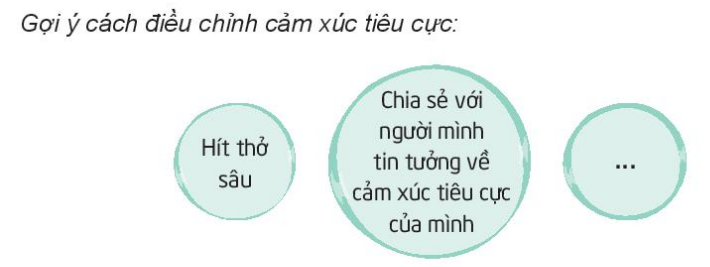 Gợi ý cách điều chỉnh cảm xúc tiêu cực:
Hít thở
sâu
Chia sẻ với
người mình
tin tưởng về
cảm xúc tiêu cực
của mình
...